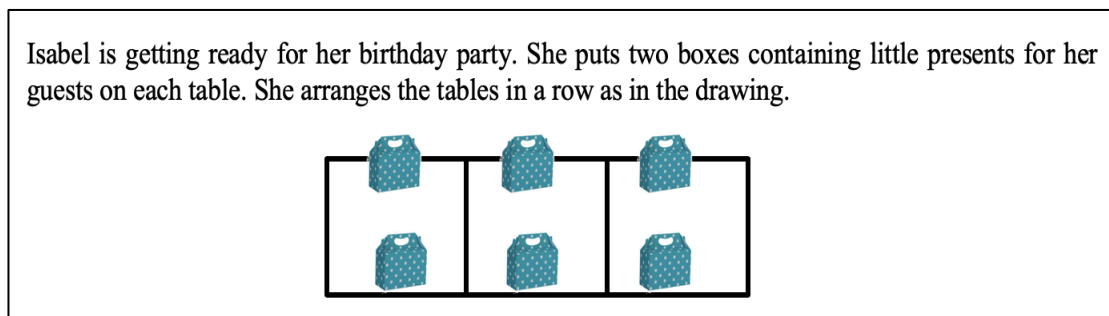 Isabel is getting ready for her birthday party. She puts two boxes containing little presents for her
guests on each table. She arranges the tables in a row as in the drawing.